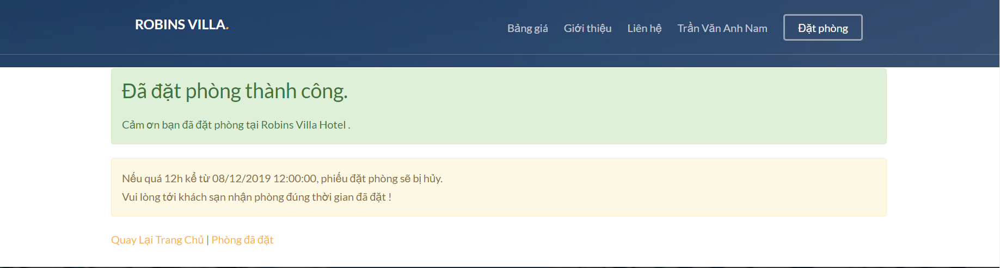 ROBINS VILLA.
Bảng giá Giới thiệu Liên hệ Trần Văn Anh Nam Đặt phòng
Đã đặt phòng thành công.
Cảm ơn bạn đã đặt phòng tại Robins Villa Hotel .
Nếu quá 12h kể từ 08/12/2019 12:00:00, phiếu đặt phòng sẽ bị hủy.
Vui lòng tới khách sạn nhận phòng đúng thời gian đã đặt !
Quay Lại Trang Chủ | Phòng đã đặt